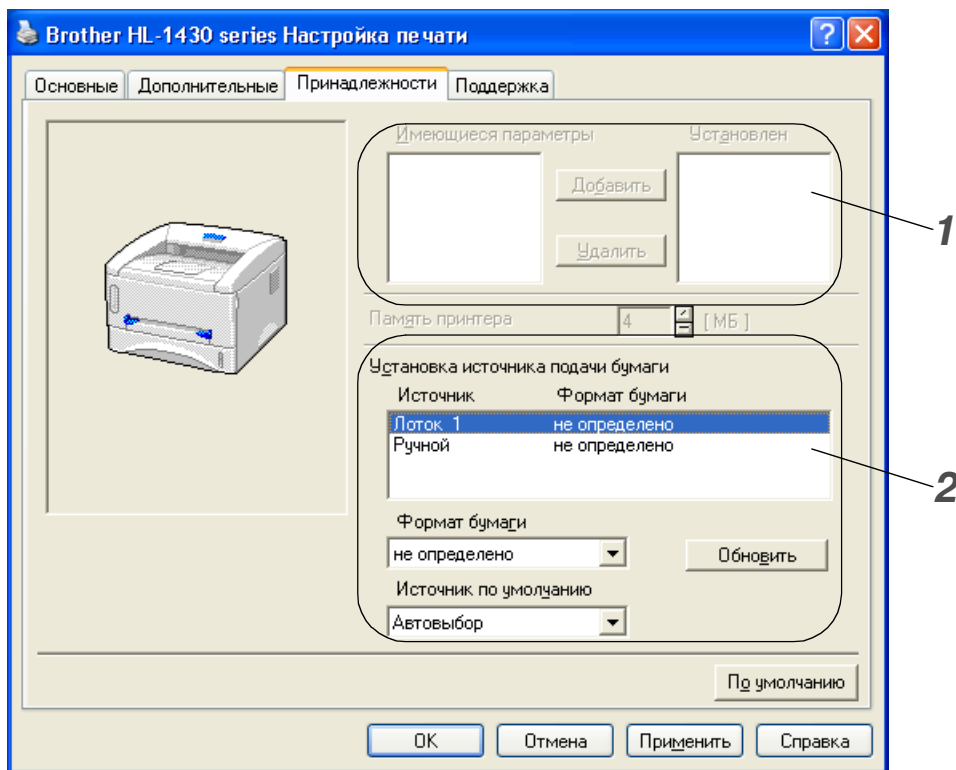 Brother HL-1430 series Настройка печати
Основные Дополнительные Принадлежности Поддержка
Имеющиеся параметры Установлен
Добавить
1
Удалить
Память принтера 4 [ МБ ]
Установка источника подачи бумаги
Источник Формат бумаги
Лоток 1 не определено
Ручной не определено
2
Формат бумаги
не определено Обновить
Источник по умолчанию
Автовыбор
По умолчанию
OK Отмена Применить Справка